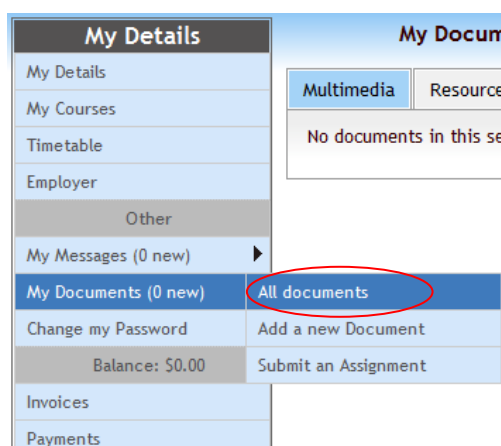 My Details
My Details
My Courses
Timetable
Employer
Other
My Messages (0 new)
My Documents (0 new)
Change my Password
Balance: $0.00
Invoices
Payments
All documents
Add a new Document
Submit an Assignment
My Docum
Multimedia
Resource
No documents in this se